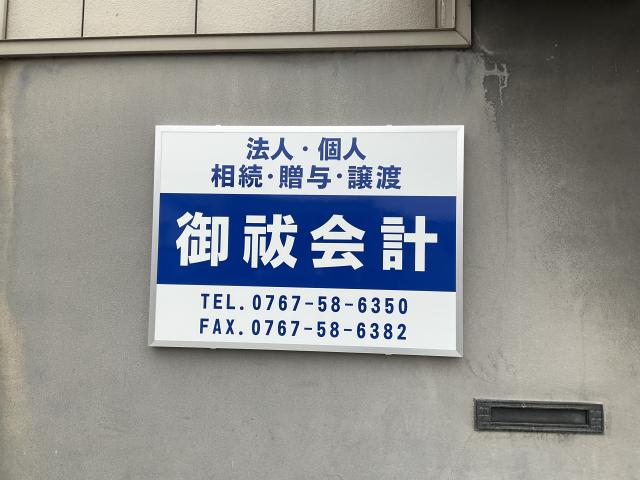 法人・個人
相続・贈与・譲渡
御祓会計
TEL. 0767-58-6350
FAX. 0767-58-6382